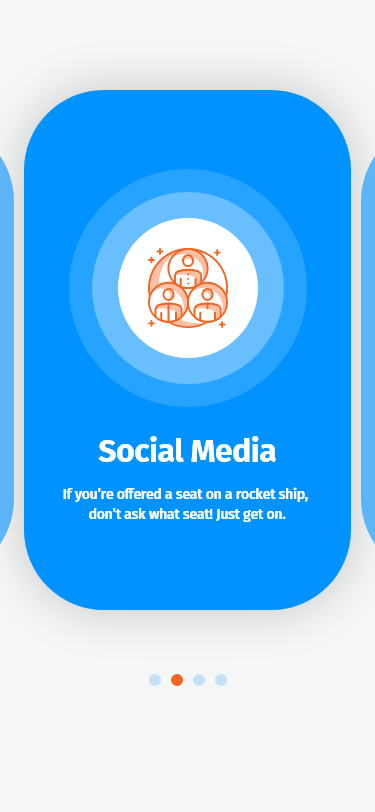 Social Media
If you're offered a seat on a rocket ship,
don't ask what seat! Just get on.